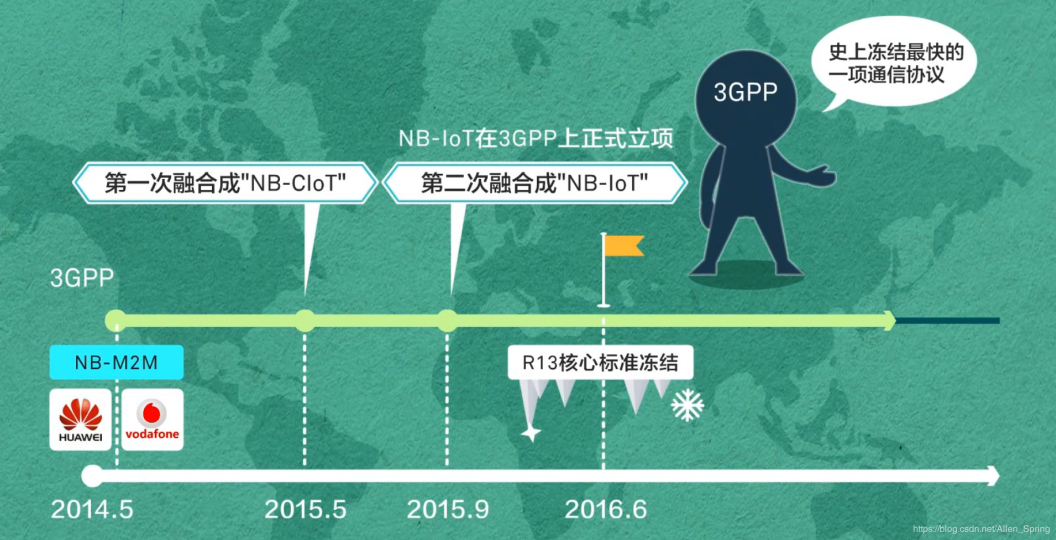 史上冻结最快的
一项通信协议
3GPP
NB-IoT在3GPP上正式立项
第一次融合成"NB-CIoT"
第二次融合成"NB-IoT"
3GPP
NB-M2M
R13核心标准冻结
HUAWEI
vodafone
2014.5
2015.5
2015.9
2016.6
https://blog.csdn.net/Allen_Spring